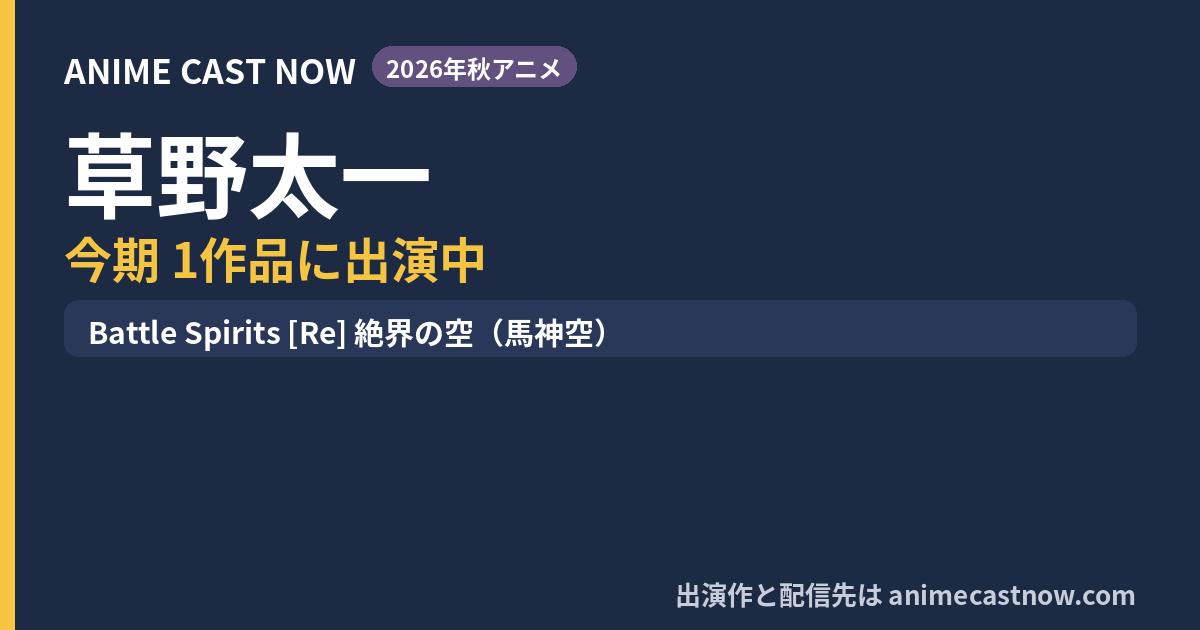 ANIME CAST NOW 2026年秋アニメ
草野太一
今期 1作品に出演中
Battle Spirits [Re] 絶界の空（馬神空）
出演作と配信先は animecastnow.com